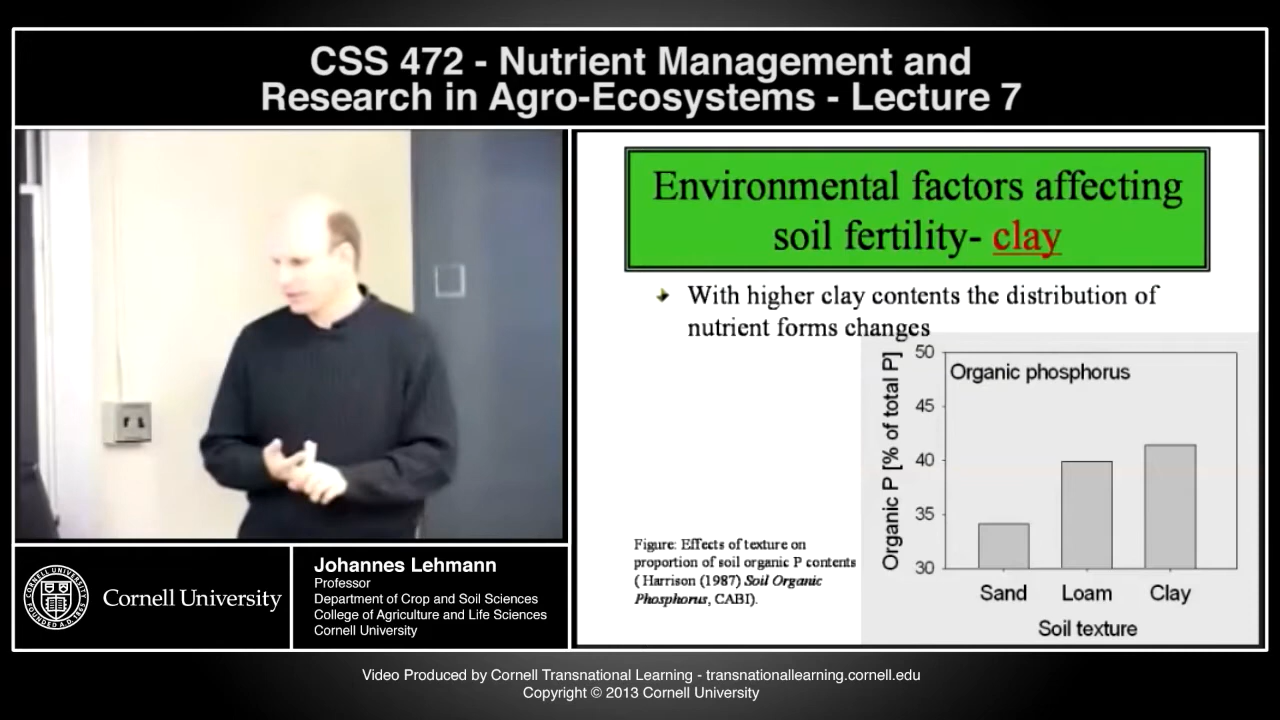 CSS 472 - Nutrient Management and
Research in Agro-Ecosystems - Lecture 7
Environmental factors affecting
soil fertility- clay
With higher clay contents the distribution of
nutrient forms changes
Organic phosphorus
Organic P [% of total P]
50
45
40
35
30
Sand Loam Clay
Soil texture
Figure: Effects of texture on
proportion of soil organic P contents
( Harrison (1987) Soil Organic
Phosphorus, CABI).
Cornell University
Johannes Lehmann
Professor
Department of Crop and Soil Sciences
College of Agriculture and Life Sciences
Cornell University
Video Produced by Cornell Transnational Learning - transnationallearning.cornell.edu
Copyright © 2013 Cornell University